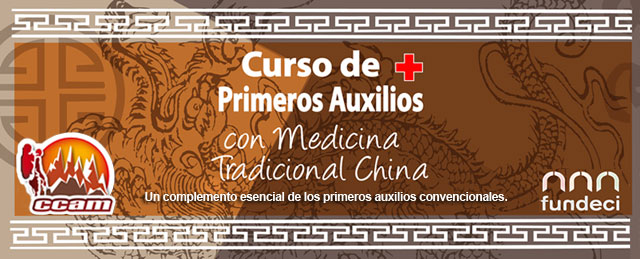 Curso de
Primeros Auxilios
con Medicina
Tradicional China
Un complemento esencial de los primeros auxilios convencionales.
ccam
fundeci